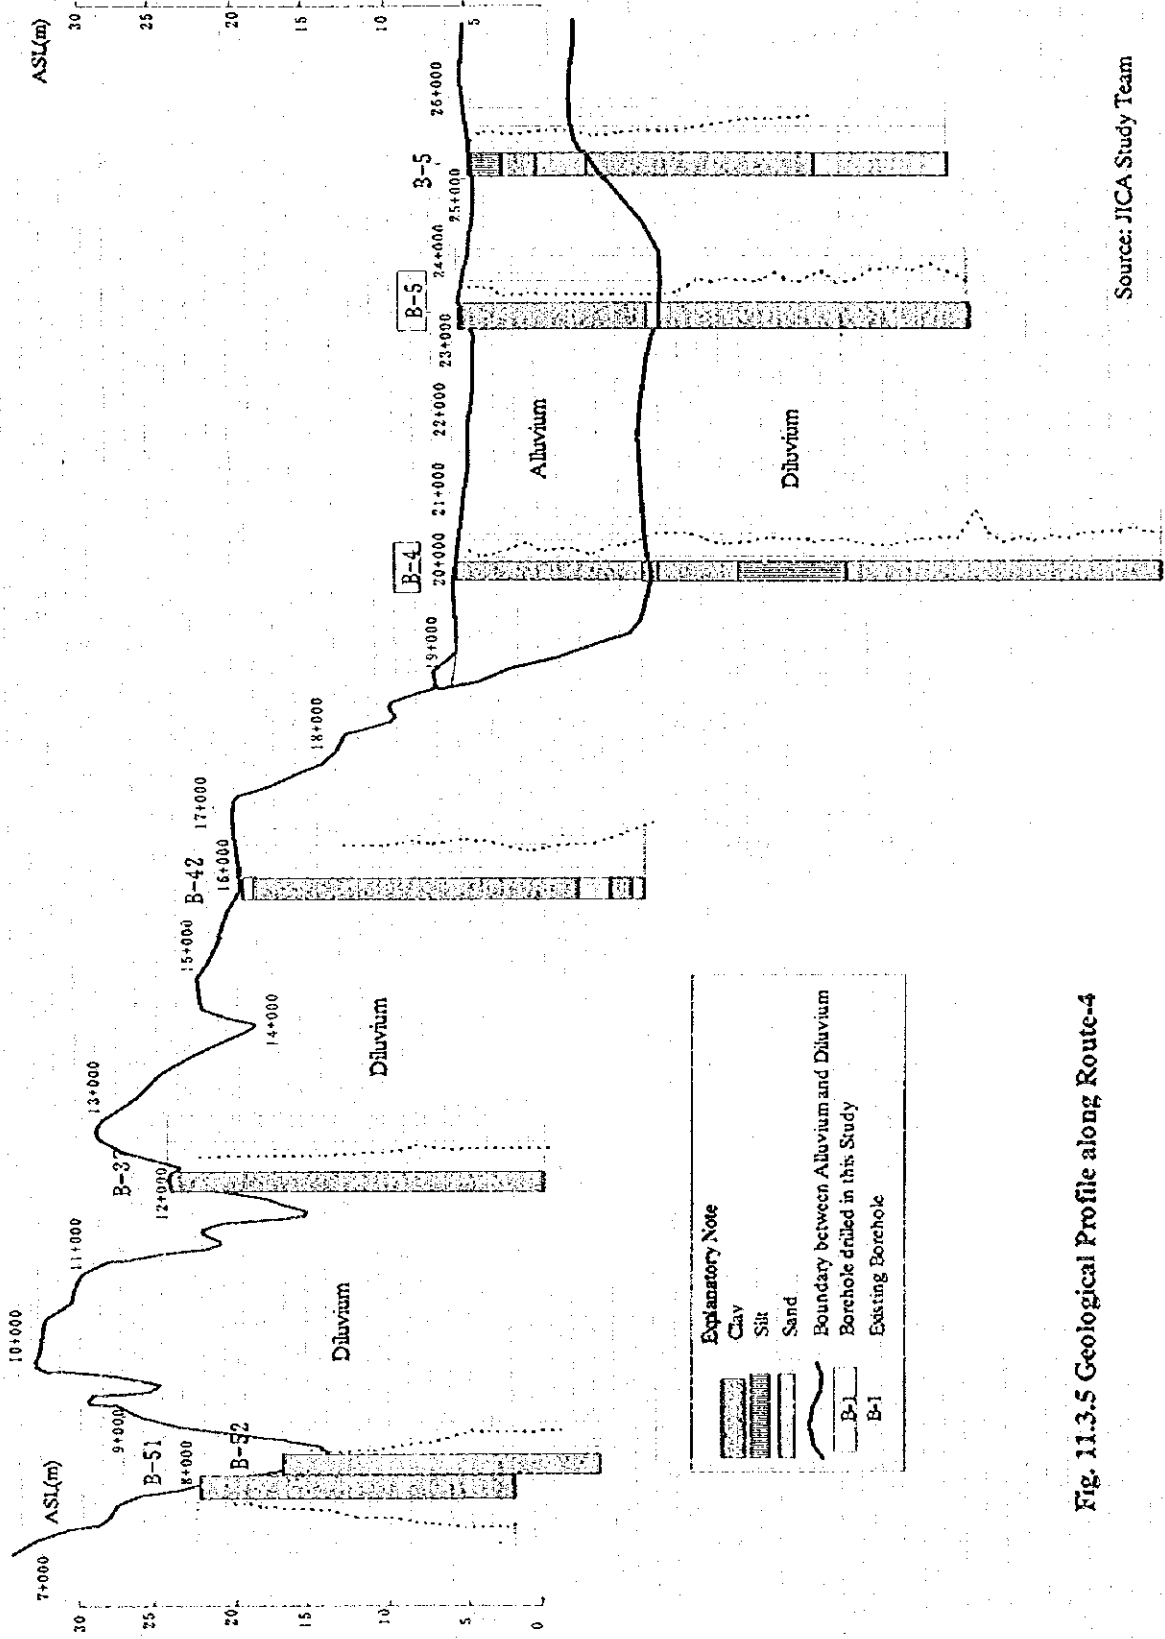 ASL(m)
30
25
20
15
10
5
0
7+000
8+000
9+000
10+000
11+000
12+000
13+000
14+000
15+000
16+000
17+000
18+000
19+000
20+000
21+000
22+000
23+000
24+000
25+000
26+000
B-51
B-52
B-37
B-42
B-4
B-5
B-5
ASL(m)
30
25
20
15
10
5
Diluvium
Diluvium
Alluvium
Diluvium
Explanatory Note
Clay
Silt
Sand
Boundary between Alluvium and Diluvium
B-1 Borehole drilled in this Study
B-1 Existing Borehole
Source: JICA Study Team
Fig. 11.3.5 Geological Profile along Route-4